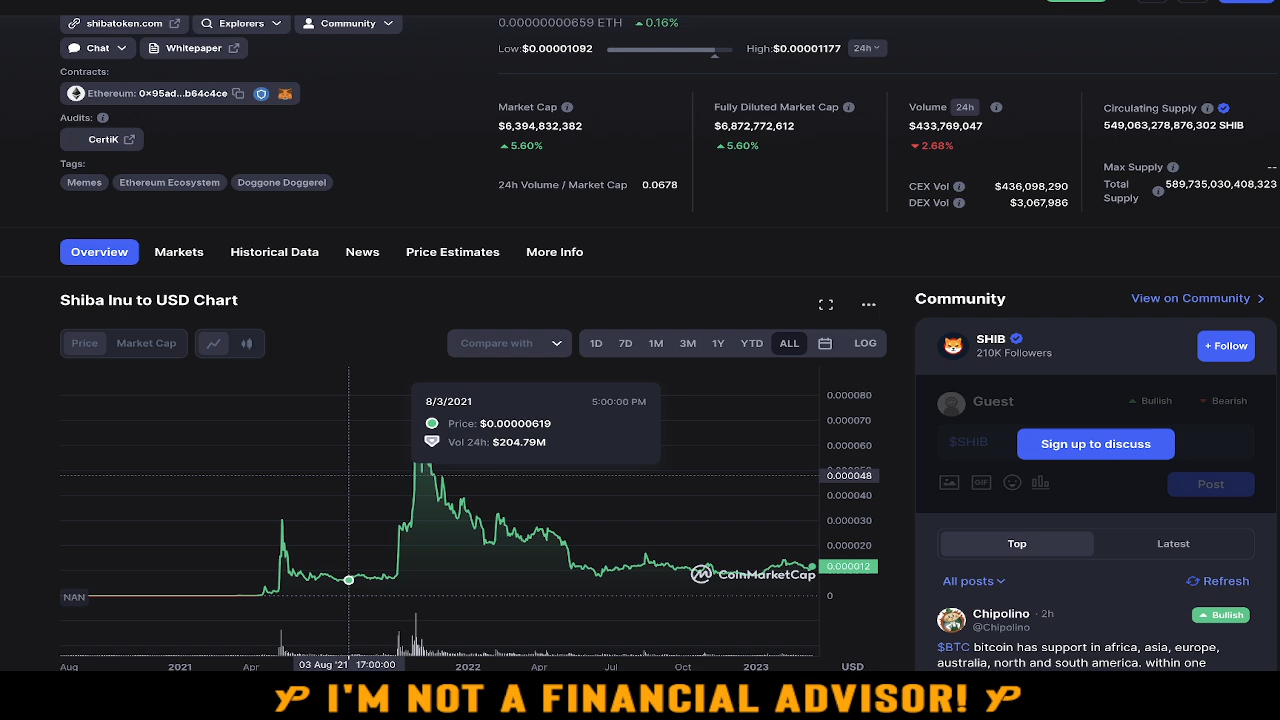 shibatoken.com
Explorers
Community
0.00000000659 ETH 0.16%
Chat
Whitepaper
Low:$0.00001092
High:$0.00001177
24h
Contracts:
Ethereum: 0x95ad...b64c4ce
Audits:
CertiK
Tags:
Memes
Ethereum Ecosystem
Doggone Doggerel
Market Cap
$6,394,832,382
5.60%
24h Volume / Market Cap 0.0678
Fully Diluted Market Cap
$6,872,772,612
5.60%
Volume 24h
$433,769,047
2.68%
CEX Vol $436,098,290
DEX Vol $3,067,986
Circulating Supply
549,063,278,876,302 SHIB
Max Supply --
Total Supply 589,735,030,408,323
Overview
Markets
Historical Data
News
Price Estimates
More Info
Shiba Inu to USD Chart
Price
Market Cap
Compare with
1D
7D
1M
3M
1Y
YTD
ALL
LOG
8/3/2021 5:00:00 PM
Price: $0.00000619
Vol 24h: $204.79M
0.000080
0.000070
0.000060
0.000048
0.000040
0.000030
0.000020
0.000012
0
NAN
CoinMarketCap
Aug
2021
Apr
03 Aug '21 17:00:00
2022
Apr
Jul
Oct
2023
USD
Community
View on Community
SHIB
210K Followers
+ Follow
Guest
Bullish
Bearish
$SHIB
Sign up to discuss
GIF
Post
Top
Latest
All posts
Refresh
Chipolino · 2h
@Chipolino
Bullish
$BTC bitcoin has support in africa, asia, europe,
australia, north and south america. within one
I'M NOT A FINANCIAL ADVISOR!